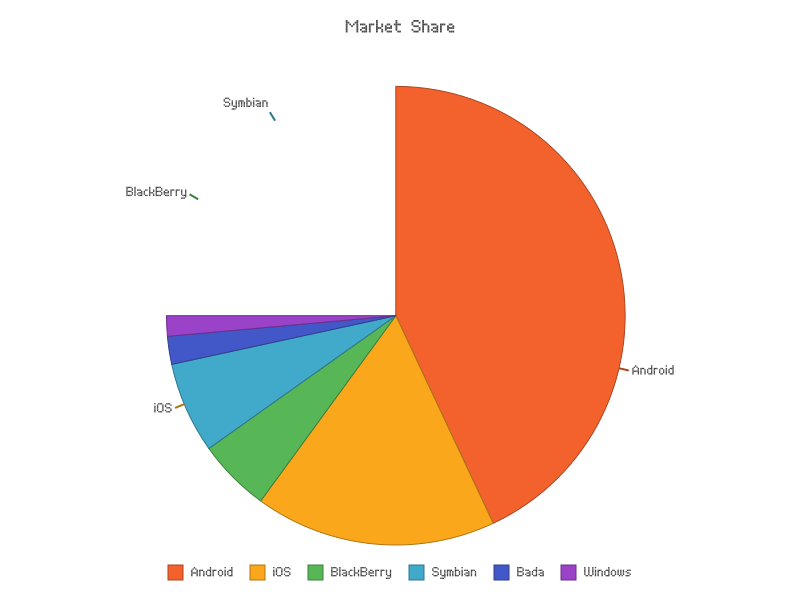 Market Share
Symbian
BlackBerry
Android
iOS
Android iOS BlackBerry Symbian Bada Windows